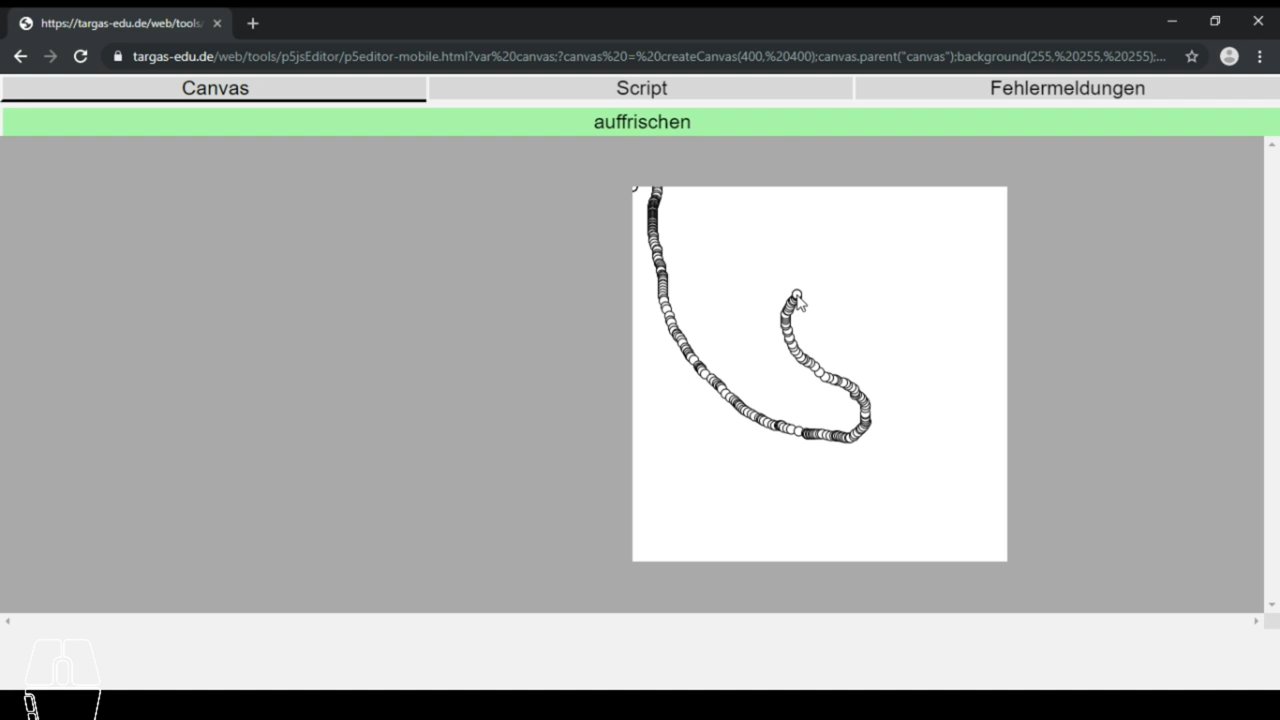 https://targas-edu.de/web/tools
targas-edu.de/web/tools/p5jsEditor/p5editor-mobile.html?var%20canvas;?canvas%20=%20createCanvas(400,%20400);canvas.parent("canvas");background(255,%20255,%20255);...
Canvas Script Fehlermeldungen
auffrischen